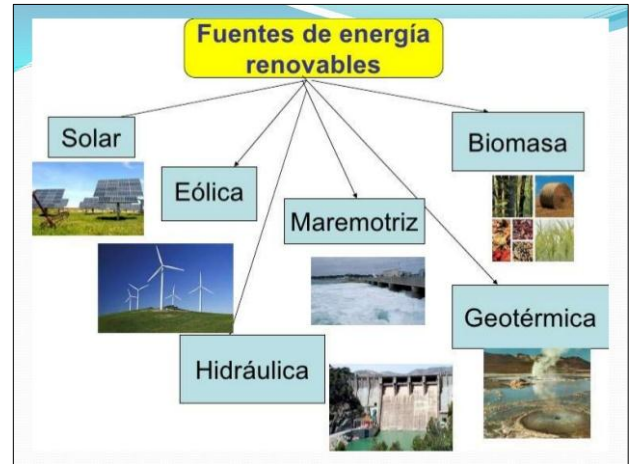 Fuentes de energía
renovables
Solar
Biomasa
Eólica
Maremotriz
Geotérmica
Hidráulica